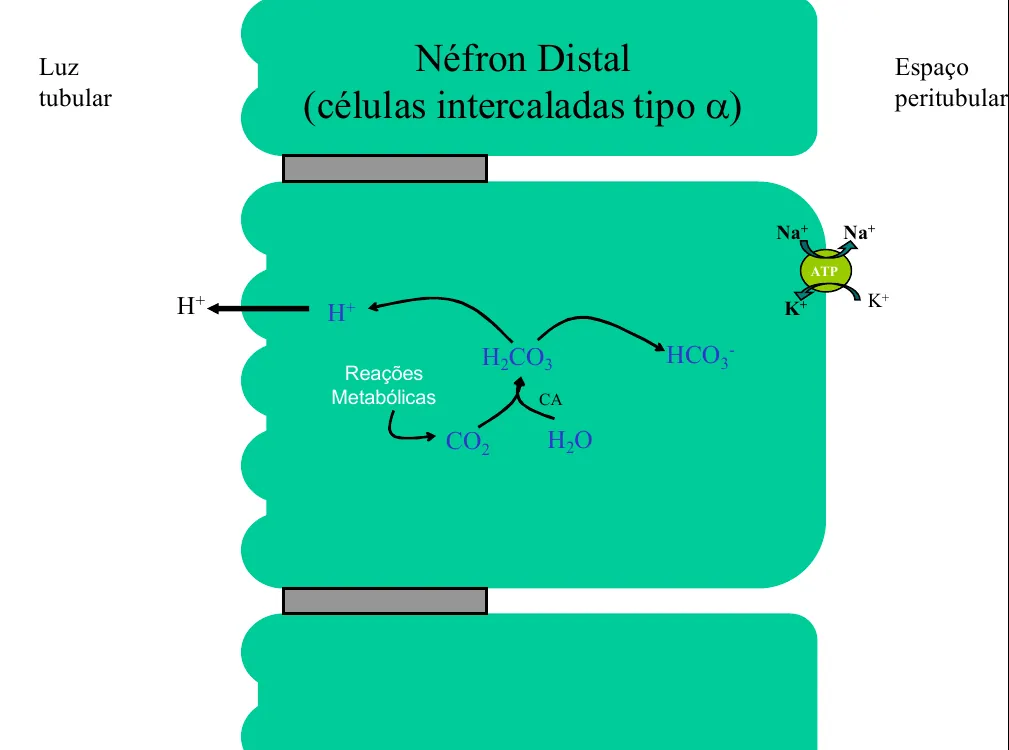 Néfron Distal
(células intercaladas tipo α)
Luz
tubular
Espaço
peritubular
Na⁺
Na⁺
ATP
K⁺
K⁺
H⁺
H⁺
H₂CO₃
HCO₃⁻
Reações
Metabólicas
CA
CO₂
H₂O